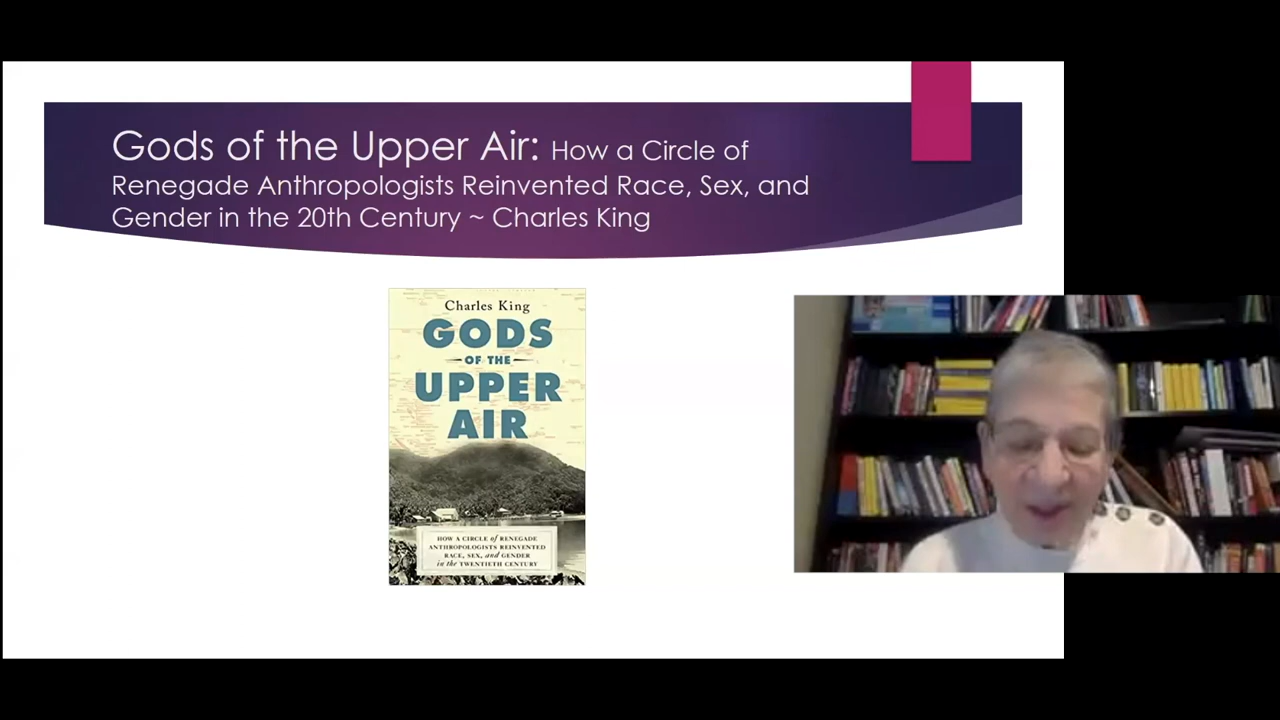 Gods of the Upper Air: How a Circle of
Renegade Anthropologists Reinvented Race, Sex, and
Gender in the 20th Century ~ Charles King
Charles King
GODS
OF THE
UPPER
AIR
HOW A CIRCLE of RENEGADE
ANTHROPOLOGISTS REINVENTED
RACE, SEX, and GENDER
in the TWENTIETH CENTURY